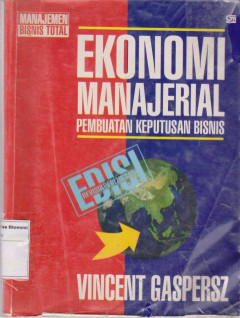 MANAJEMEN
BISNIS TOTAL
EKONOMI
MANAJERIAL
PEMBUATAN KEPUTUSAN BISNIS
EDISI
VINCENT GASPERSZ